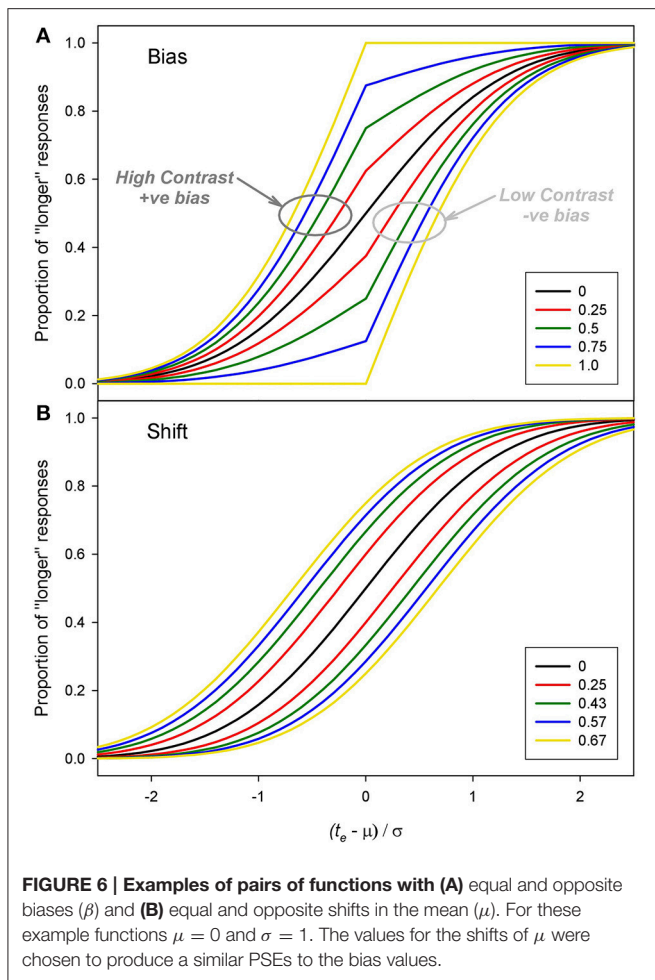 A
Bias
1.0
0.8
0.6
0.4
0.2
0.0
Proportion of "longer" responses
High Contrast
+ve bias
Low Contrast
-ve bias
0
0.25
0.5
0.75
1.0
B
Shift
1.0
0.8
0.6
0.4
0.2
0.0
Proportion of "longer" responses
0
0.25
0.43
0.57
0.67
-2 -1 0 1 2
(tₑ - μ) / σ
FIGURE 6 | Examples of pairs of functions with (A) equal and opposite
biases (β) and (B) equal and opposite shifts in the mean (μ). For these
example functions μ = 0 and σ = 1. The values for the shifts of μ were
chosen to produce a similar PSEs to the bias values.